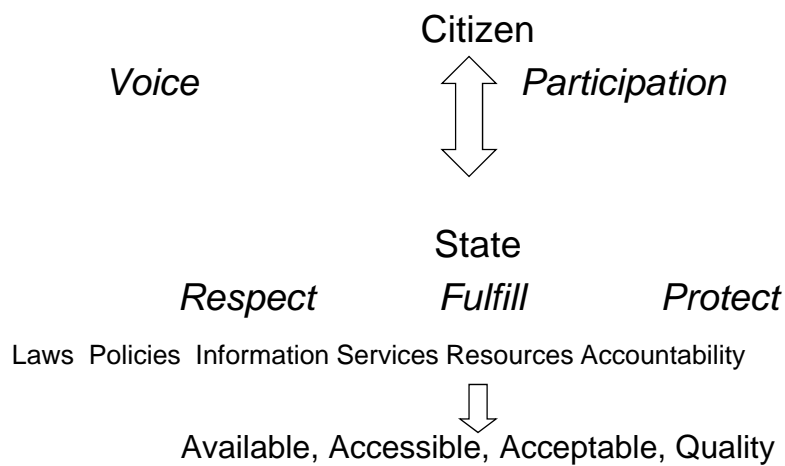 Citizen
Voice Participation
State
Respect Fulfill Protect
Laws Policies Information Services Resources Accountability
Available, Accessible, Acceptable, Quality